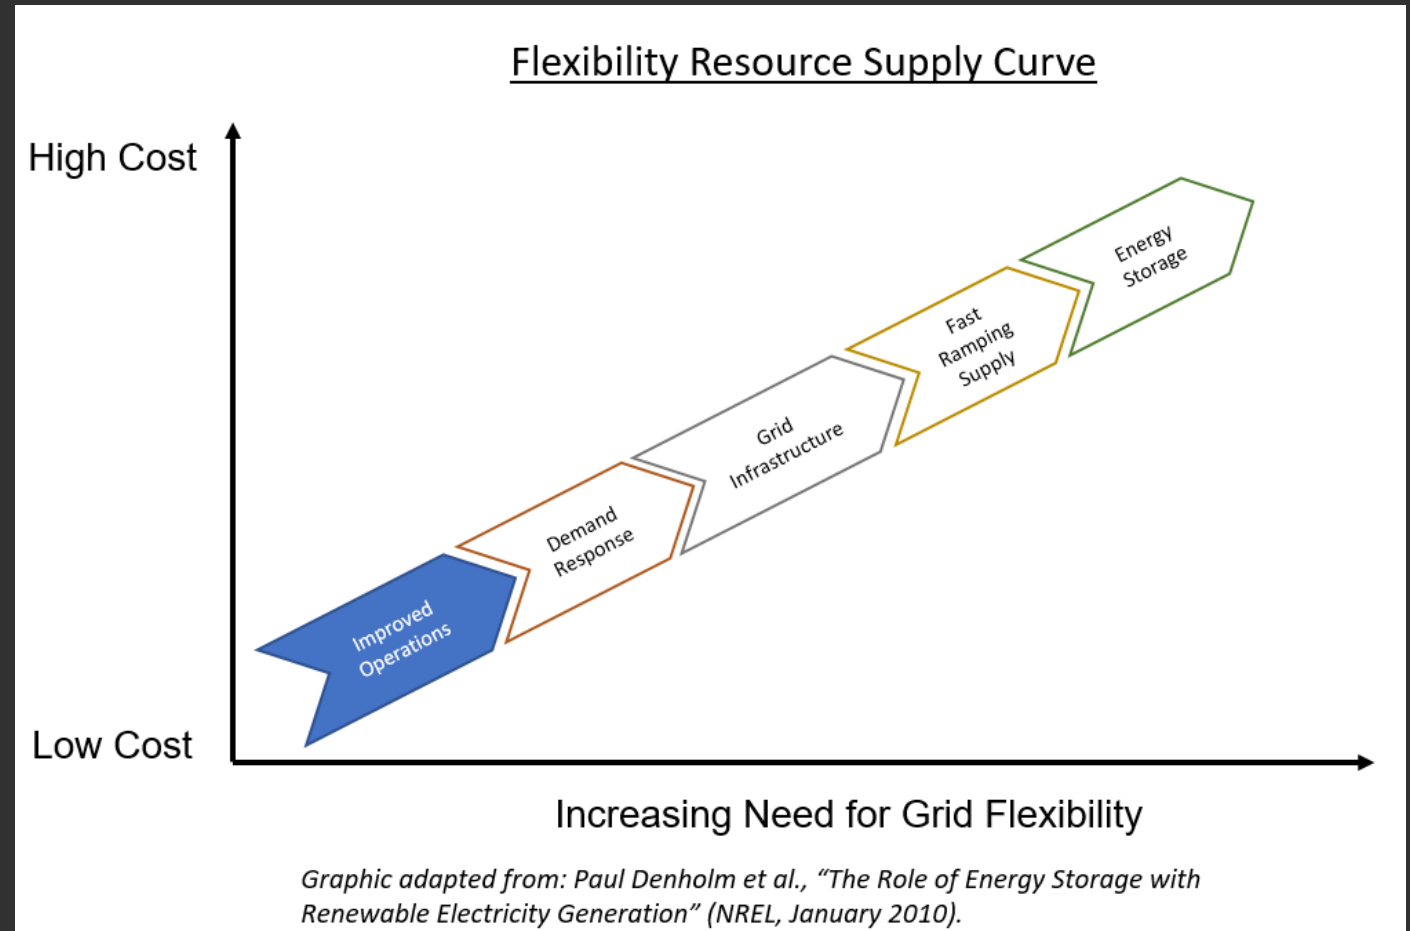 Flexibility Resource Supply Curve
High Cost
Energy
Storage
Fast
Ramping
Supply
Grid
Infrastructure
Demand
Response
Improved
Operations
Low Cost
Increasing Need for Grid Flexibility
Graphic adapted from: Paul Denholm et al., “The Role of Energy Storage with
Renewable Electricity Generation” (NREL, January 2010).